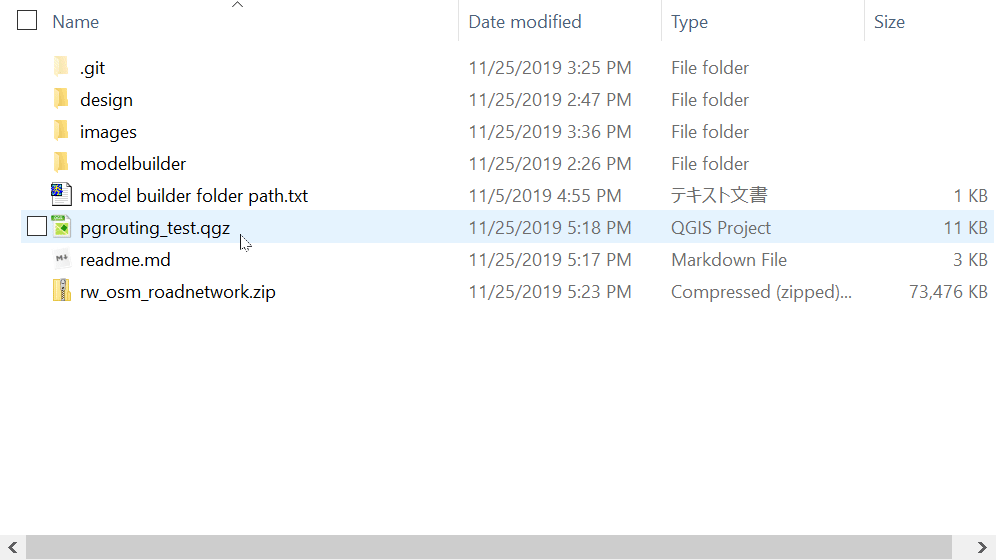 Name Date modified Type Size
.git 11/25/2019 3:25 PM File folder
design 11/25/2019 2:47 PM File folder
images 11/25/2019 3:36 PM File folder
modelbuilder 11/25/2019 2:26 PM File folder
model builder folder path.txt 11/5/2019 4:55 PM テキスト文書 1 KB
pgrouting_test.qgz 11/25/2019 5:18 PM QGIS Project 11 KB
readme.md 11/25/2019 5:17 PM Markdown File 3 KB
rw_osm_roadnetwork.zip 11/25/2019 5:23 PM Compressed (zipped)... 73,476 KB